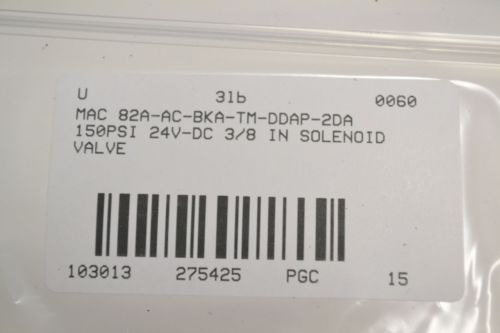 U 31b 0060
MAC 82A-AC-BKA-TM-DDAP-2DA
150PSI 24V-DC 3/8 IN SOLENOID
VALVE
103013 275425 PGC 15